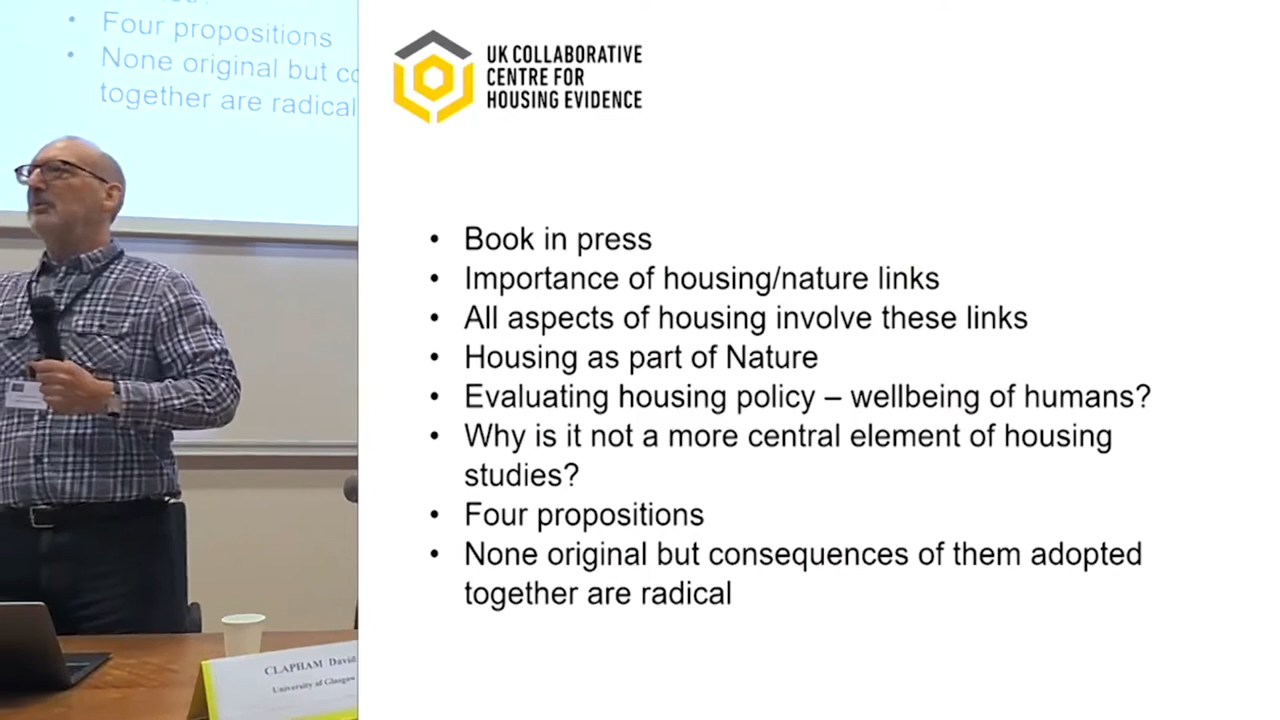 Four propositions
None original but
together are radical
CLAPHAM David
University of Glasgow
UK COLLABORATIVE
CENTRE FOR
HOUSING EVIDENCE
• Book in press
• Importance of housing/nature links
• All aspects of housing involve these links
• Housing as part of Nature
• Evaluating housing policy – wellbeing of humans?
• Why is it not a more central element of housing
studies?
• Four propositions
• None original but consequences of them adopted
together are radical